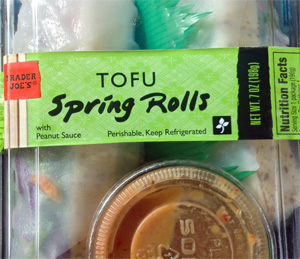 TRADER
JOE'S
TOFU
Spring Rolls
with
Peanut Sauce
Perishable, Keep Refrigerated
NET WT. 7 OZ (198g)
Nutrition Facts